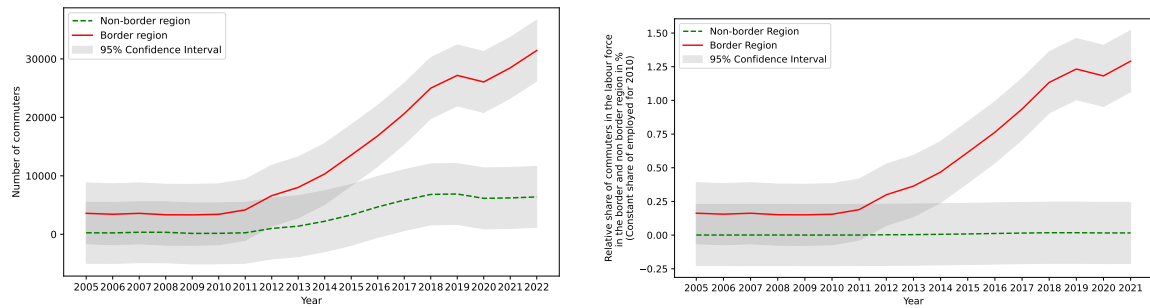 Number of commuters
30000
20000
10000
0
Non-border region
Border region
95% Confidence Interval
2005 2006 2007 2008 2009 2010 2011 2012 2013 2014 2015 2016 2017 2018 2019 2020 2021 2022
Year
Relative share of commuters in the labour force
in the border and non border region in %
(Constant share of employed for 2010)
1.50
1.25
1.00
0.75
0.50
0.25
0.00
−0.25
Non-border Region
Border Region
95% Confidence Interval
2005 2006 2007 2008 2009 2010 2011 2012 2013 2014 2015 2016 2017 2018 2019 2020 2021
Year